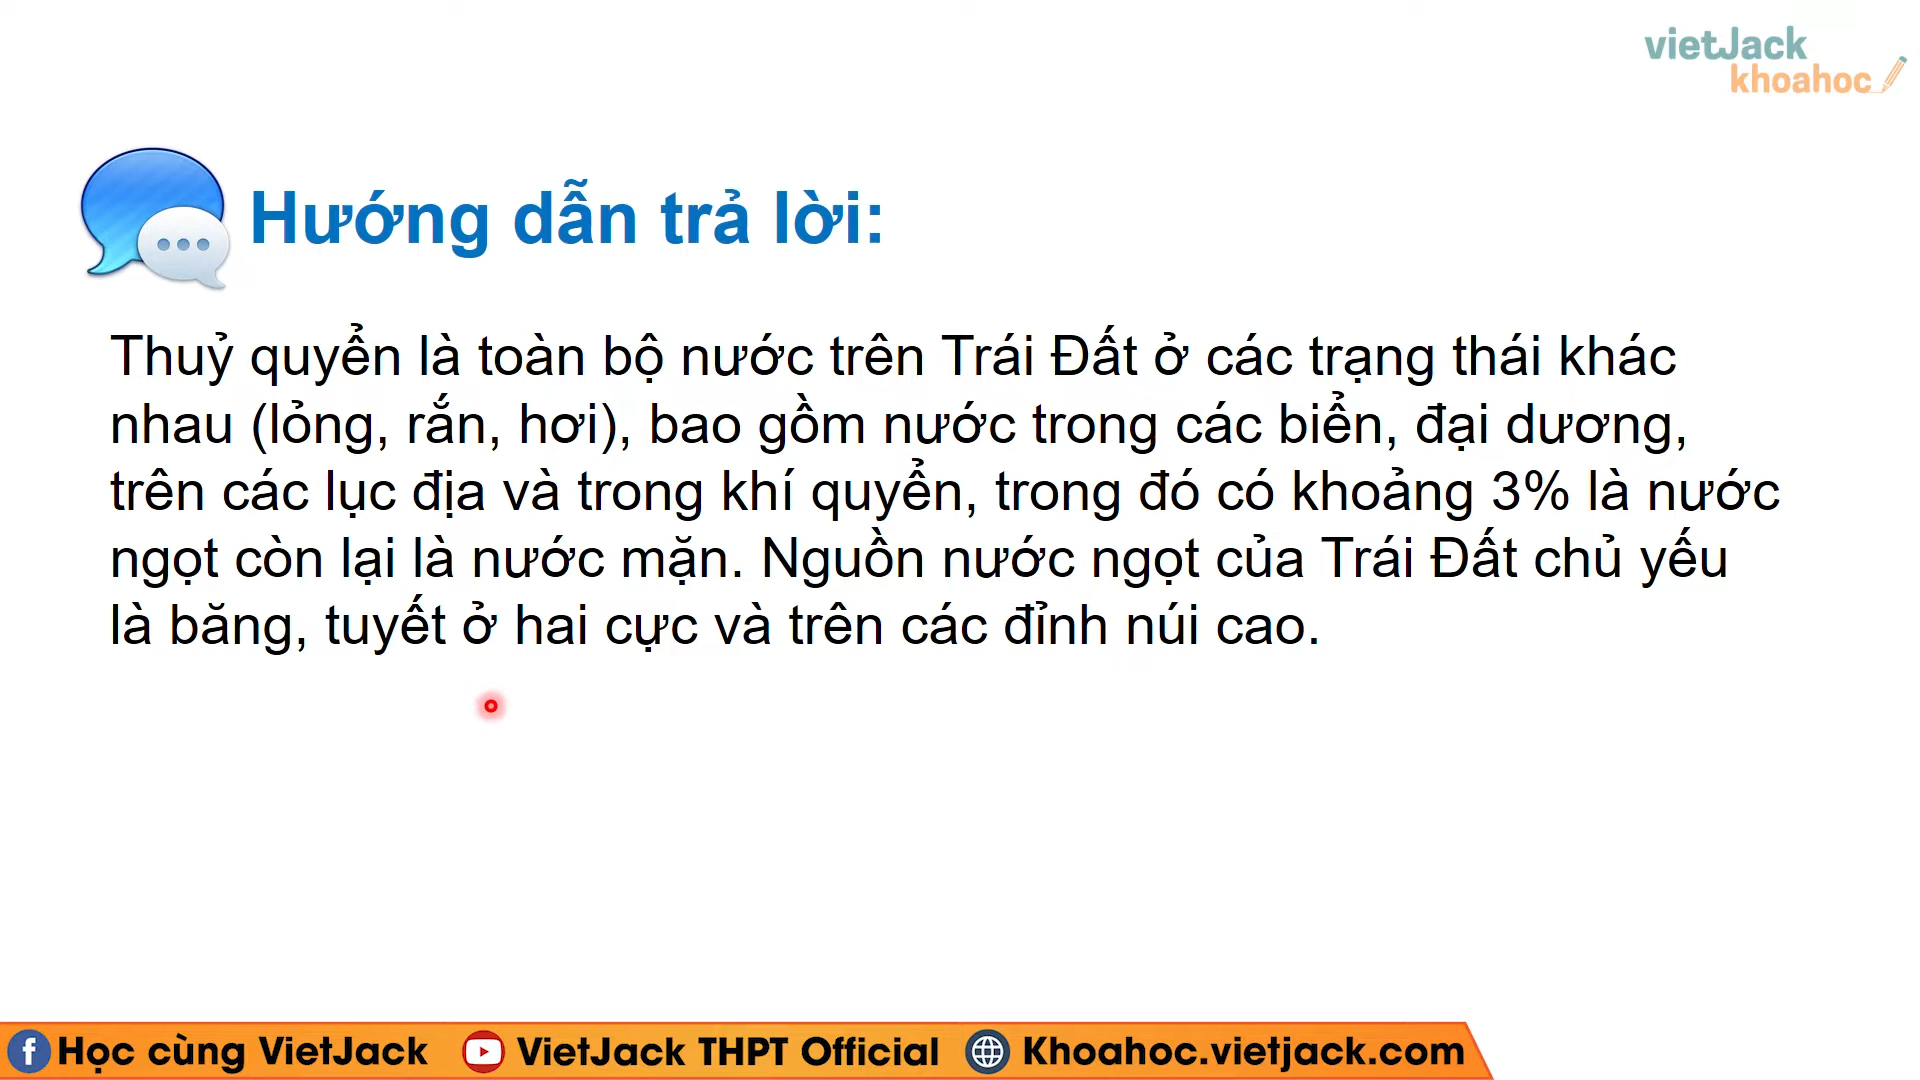 vietJack
khoahoc
Hướng dẫn trả lời:
Thuỷ quyển là toàn bộ nước trên Trái Đất ở các trạng thái khác
nhau (lỏng, rắn, hơi), bao gồm nước trong các biển, đại dương,
trên các lục địa và trong khí quyển, trong đó có khoảng 3% là nước
ngọt còn lại là nước mặn. Nguồn nước ngọt của Trái Đất chủ yếu
là băng, tuyết ở hai cực và trên các đỉnh núi cao.
Học cùng VietJack VietJack THPT Official Khoahoc.vietjack.com